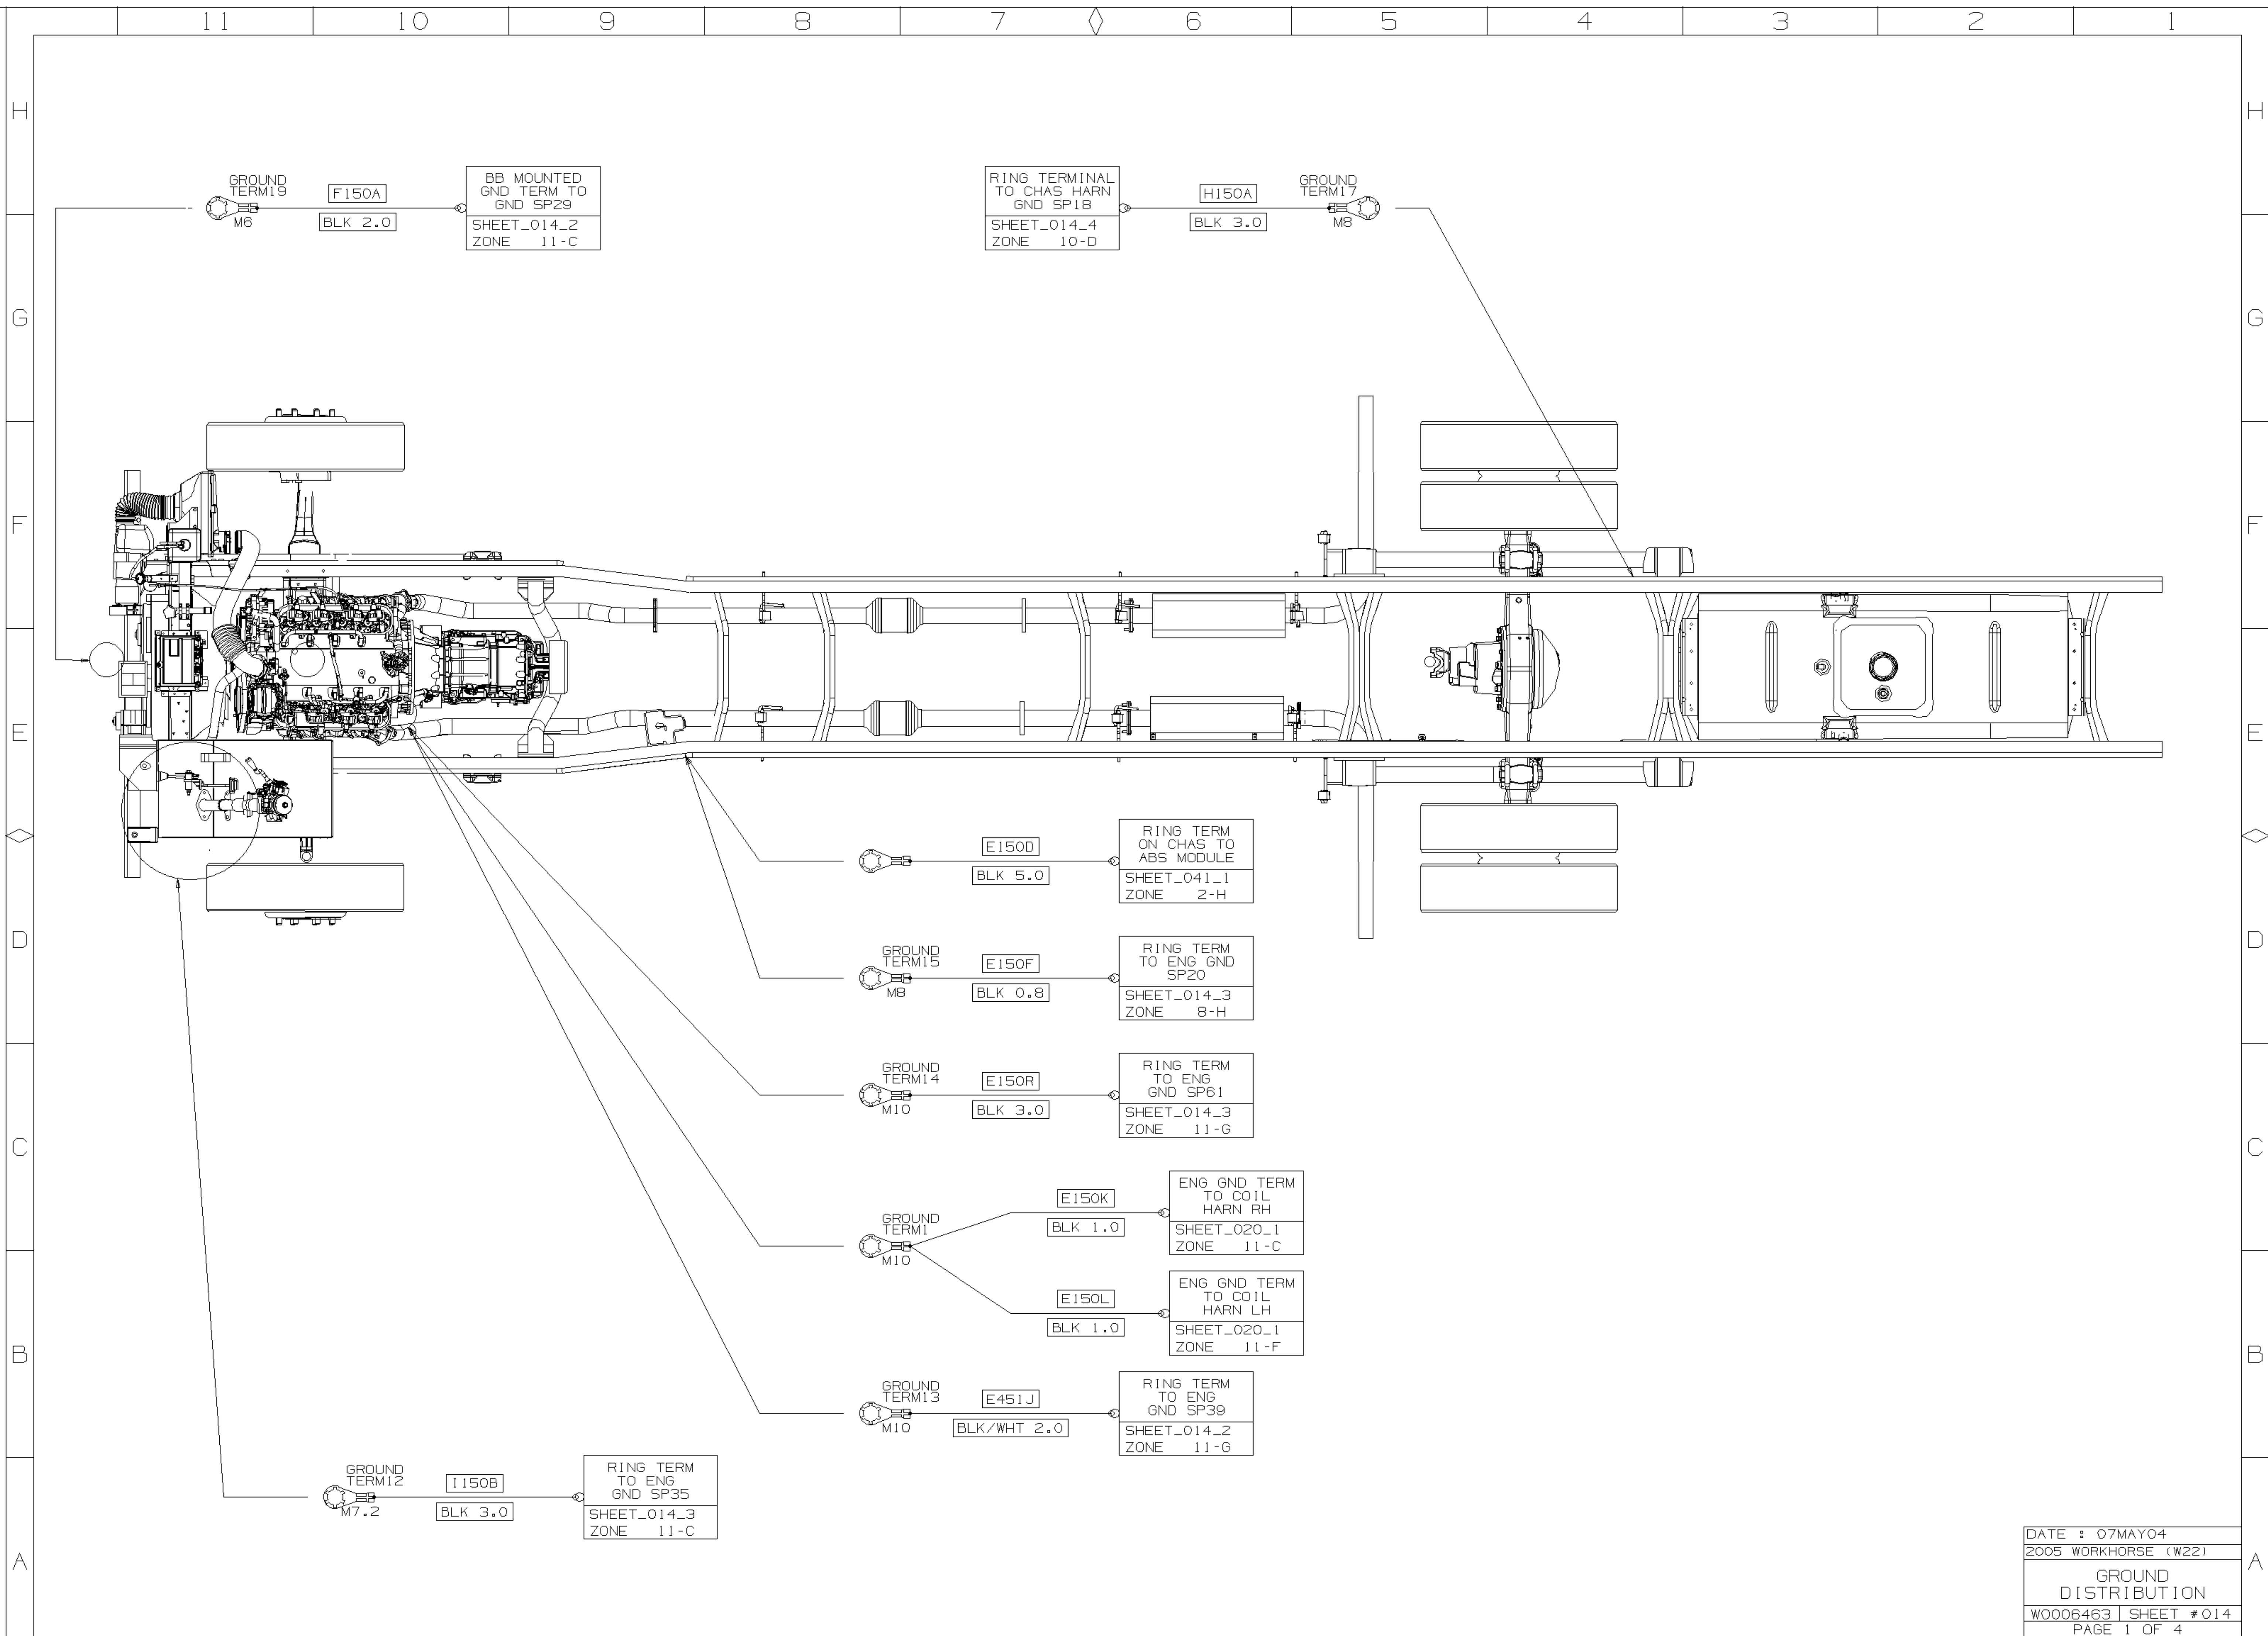 11 10 9 8 7 6 5 4 3 2 1
H
H
G
G
F
F
E
E
D
D
C
C
B
B
A
A
GROUND
TERM19
M6
F150A
BLK 2.0
BB MOUNTED
GND TERM TO
GND SP29
SHEET_014_2
ZONE 11-C
RING TERMINAL
TO CHAS HARN
GND SP18
SHEET_014_4
ZONE 10-D
H150A
BLK 3.0
GROUND
TERM17
M8
E150D
BLK 5.0
RING TERM
ON CHAS TO
ABS MODULE
SHEET_041_1
ZONE 2-H
GROUND
TERM15
M8
E150F
BLK 0.8
RING TERM
TO ENG GND
SP20
SHEET_014_3
ZONE 8-H
GROUND
TERM14
M10
E150R
BLK 3.0
RING TERM
TO ENG
GND SP61
SHEET_014_3
ZONE 11-G
GROUND
TERM1
M10
E150K
BLK 1.0
ENG GND TERM
TO COIL
HARN RH
SHEET_020_1
ZONE 11-C
E150L
BLK 1.0
ENG GND TERM
TO COIL
HARN LH
SHEET_020_1
ZONE 11-F
GROUND
TERM13
M10
E451J
BLK/WHT 2.0
RING TERM
TO ENG
GND SP39
SHEET_014_2
ZONE 11-G
GROUND
TERM12
M7.2
I150B
BLK 3.0
RING TERM
TO ENG
GND SP35
SHEET_014_3
ZONE 11-C
DATE : 07MAY04
2005 WORKHORSE (W22)
GROUND
DISTRIBUTION
W0006463 SHEET #014
PAGE 1 OF 4